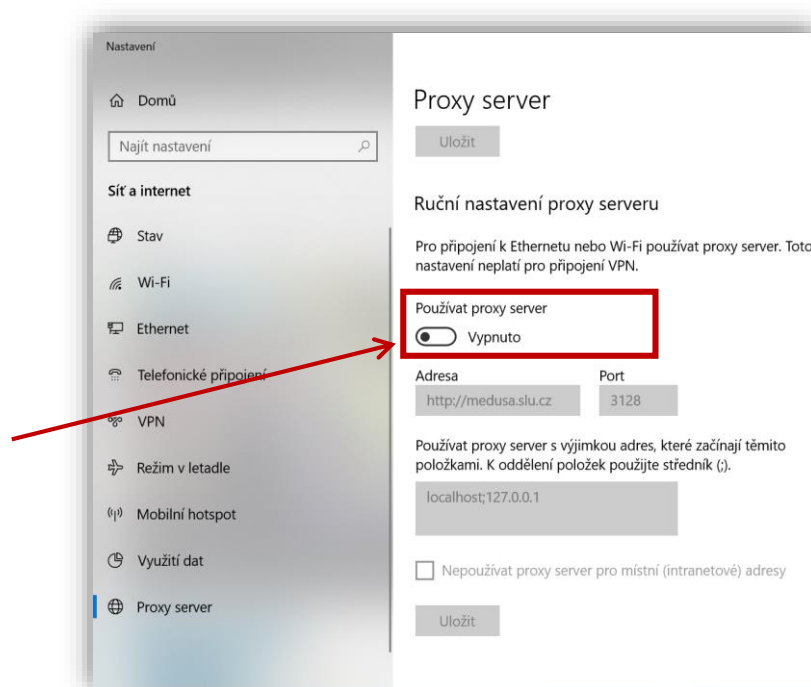 Nastavení
Domů
Najít nastavení
Síť a internet
Stav
Wi-Fi
Ethernet
Telefonické připojení
VPN
Režim v letadle
Mobilní hotspot
Využití dat
Proxy server
Proxy server
Uložit
Ruční nastavení proxy serveru
Pro připojení k Ethernetu nebo Wi-Fi používat proxy server. Toto
nastavení neplatí pro připojení VPN.
Používat proxy server
Vypnuto
Adresa Port
http://medusa.slu.cz 3128
Používat proxy server s výjimkou adres, které začínají těmito
položkami. K oddělení položek použijte středník (;).
localhost;127.0.0.1
Nepoužívat proxy server pro místní (intranetové) adresy
Uložit